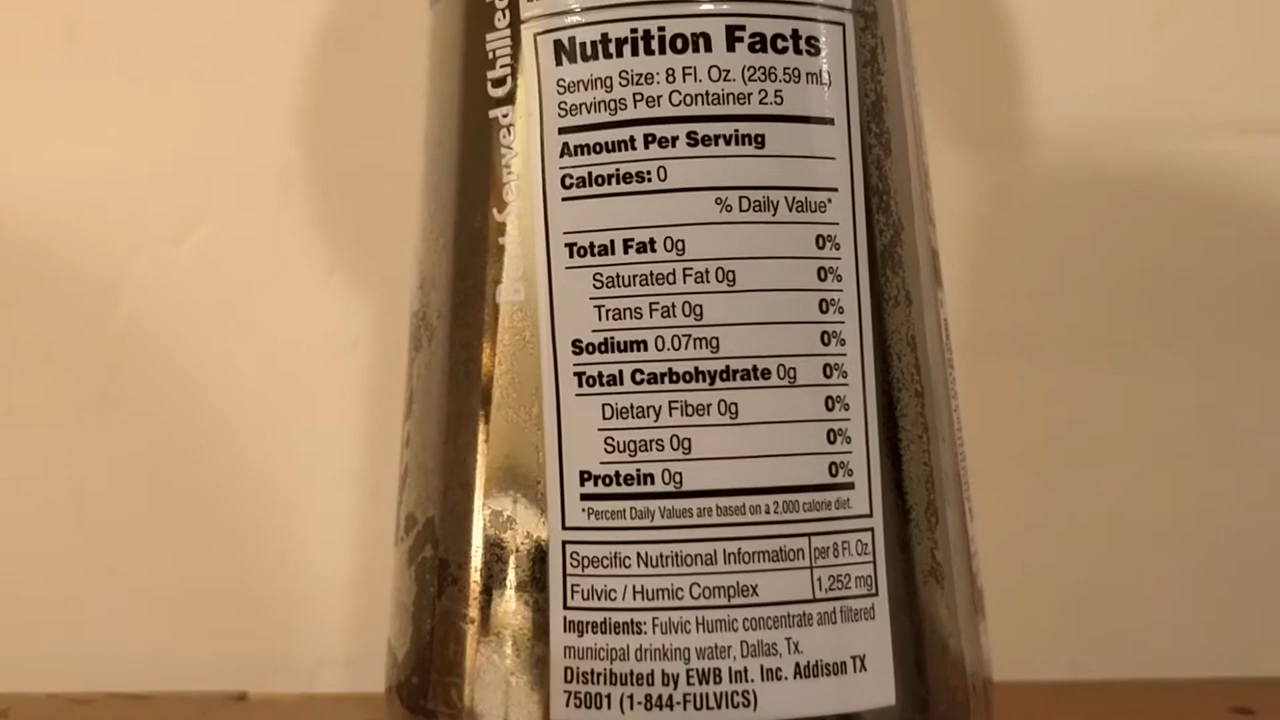 Served Chilled
Nutrition Facts
Serving Size: 8 Fl. Oz. (236.59 mL)
Servings Per Container 2.5
Amount Per Serving
Calories: 0
% Daily Value*
Total Fat 0g 0%
Saturated Fat 0g 0%
Trans Fat 0g 0%
Sodium 0.07mg 0%
Total Carbohydrate 0g 0%
Dietary Fiber 0g 0%
Sugars 0g 0%
Protein 0g 0%
*Percent Daily Values are based on a 2,000 calorie diet.
Specific Nutritional Information per 8 Fl. Oz.
Fulvic / Humic Complex 1,252 mg
Ingredients: Fulvic Humic concentrate and filtered
municipal drinking water, Dallas, Tx.
Distributed by EWB Int. Inc. Addison TX
75001 (1-844-FULVICS)